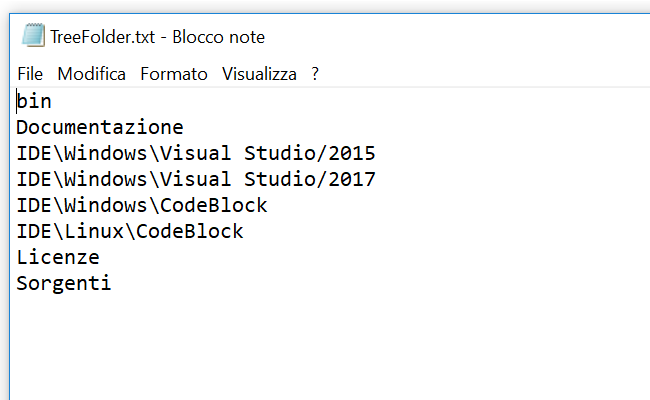 TreeFolder.txt - Blocco note
File Modifica Formato Visualizza ?
bin
Documentazione
IDE\Windows\Visual Studio/2015
IDE\Windows\Visual Studio/2017
IDE\Windows\CodeBlock
IDE\Linux\CodeBlock
Licenze
Sorgenti